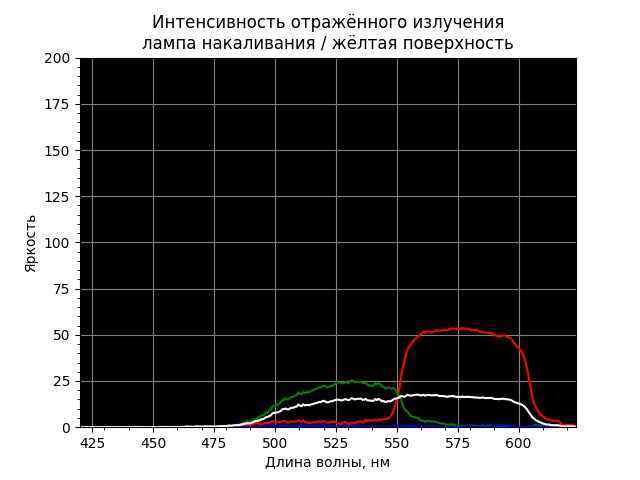 Интенсивность отражённого излучения
лампа накаливания / жёлтая поверхность
200
175
150
125
100
75
50
25
0
Яркость
425 450 475 500 525 550 575 600
Длина волны, нм